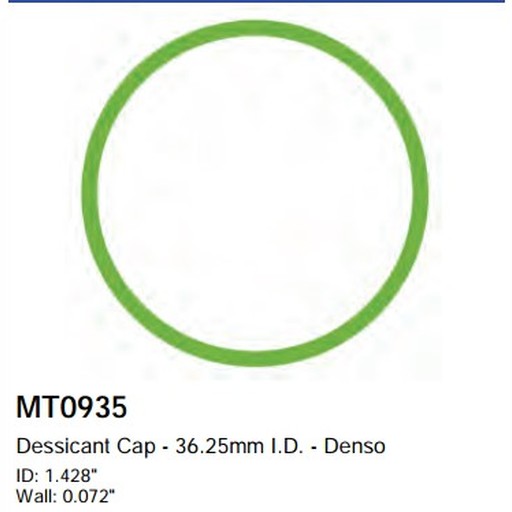 MT0935
Dessicant Cap - 36.25mm I.D. - Denso
ID: 1.428"
Wall: 0.072"